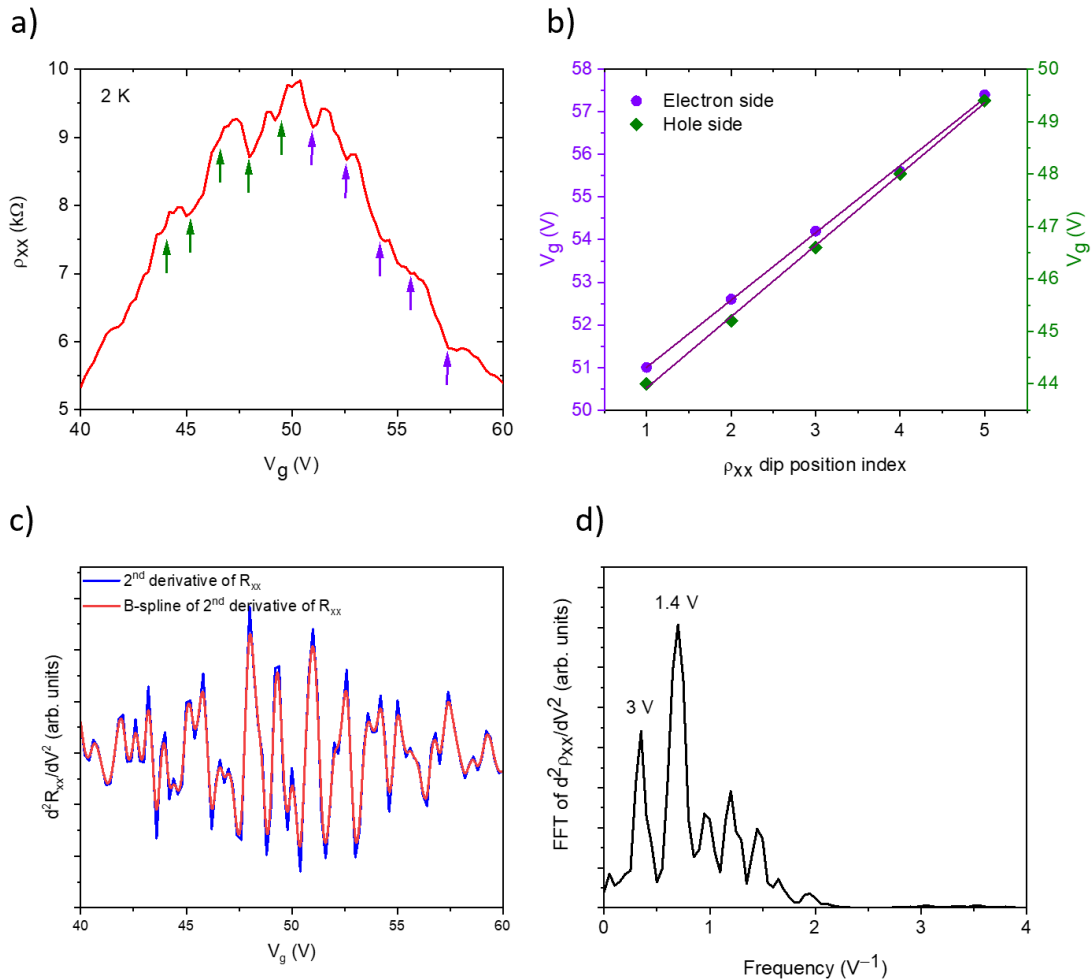 a)
10
9
8
7
6
5
2 K
ρxx (kΩ)
40 45 50 55 60
Vg (V)
b)
58
57
56
55
54
53
52
51
50
Electron side
Hole side
Vg (V)
50
49
48
47
46
45
44
Vg (V)
1 2 3 4 5
ρxx dip position index
c)
2nd derivative of Rxx
B-spline of 2nd derivative of Rxx
d²Rxx/dV² (arb. units)
40 45 50 55 60
Vg (V)
d)
1.4 V
3 V
FFT of d²ρxx/dV² (arb. units)
0 1 2 3 4
Frequency (V⁻¹)